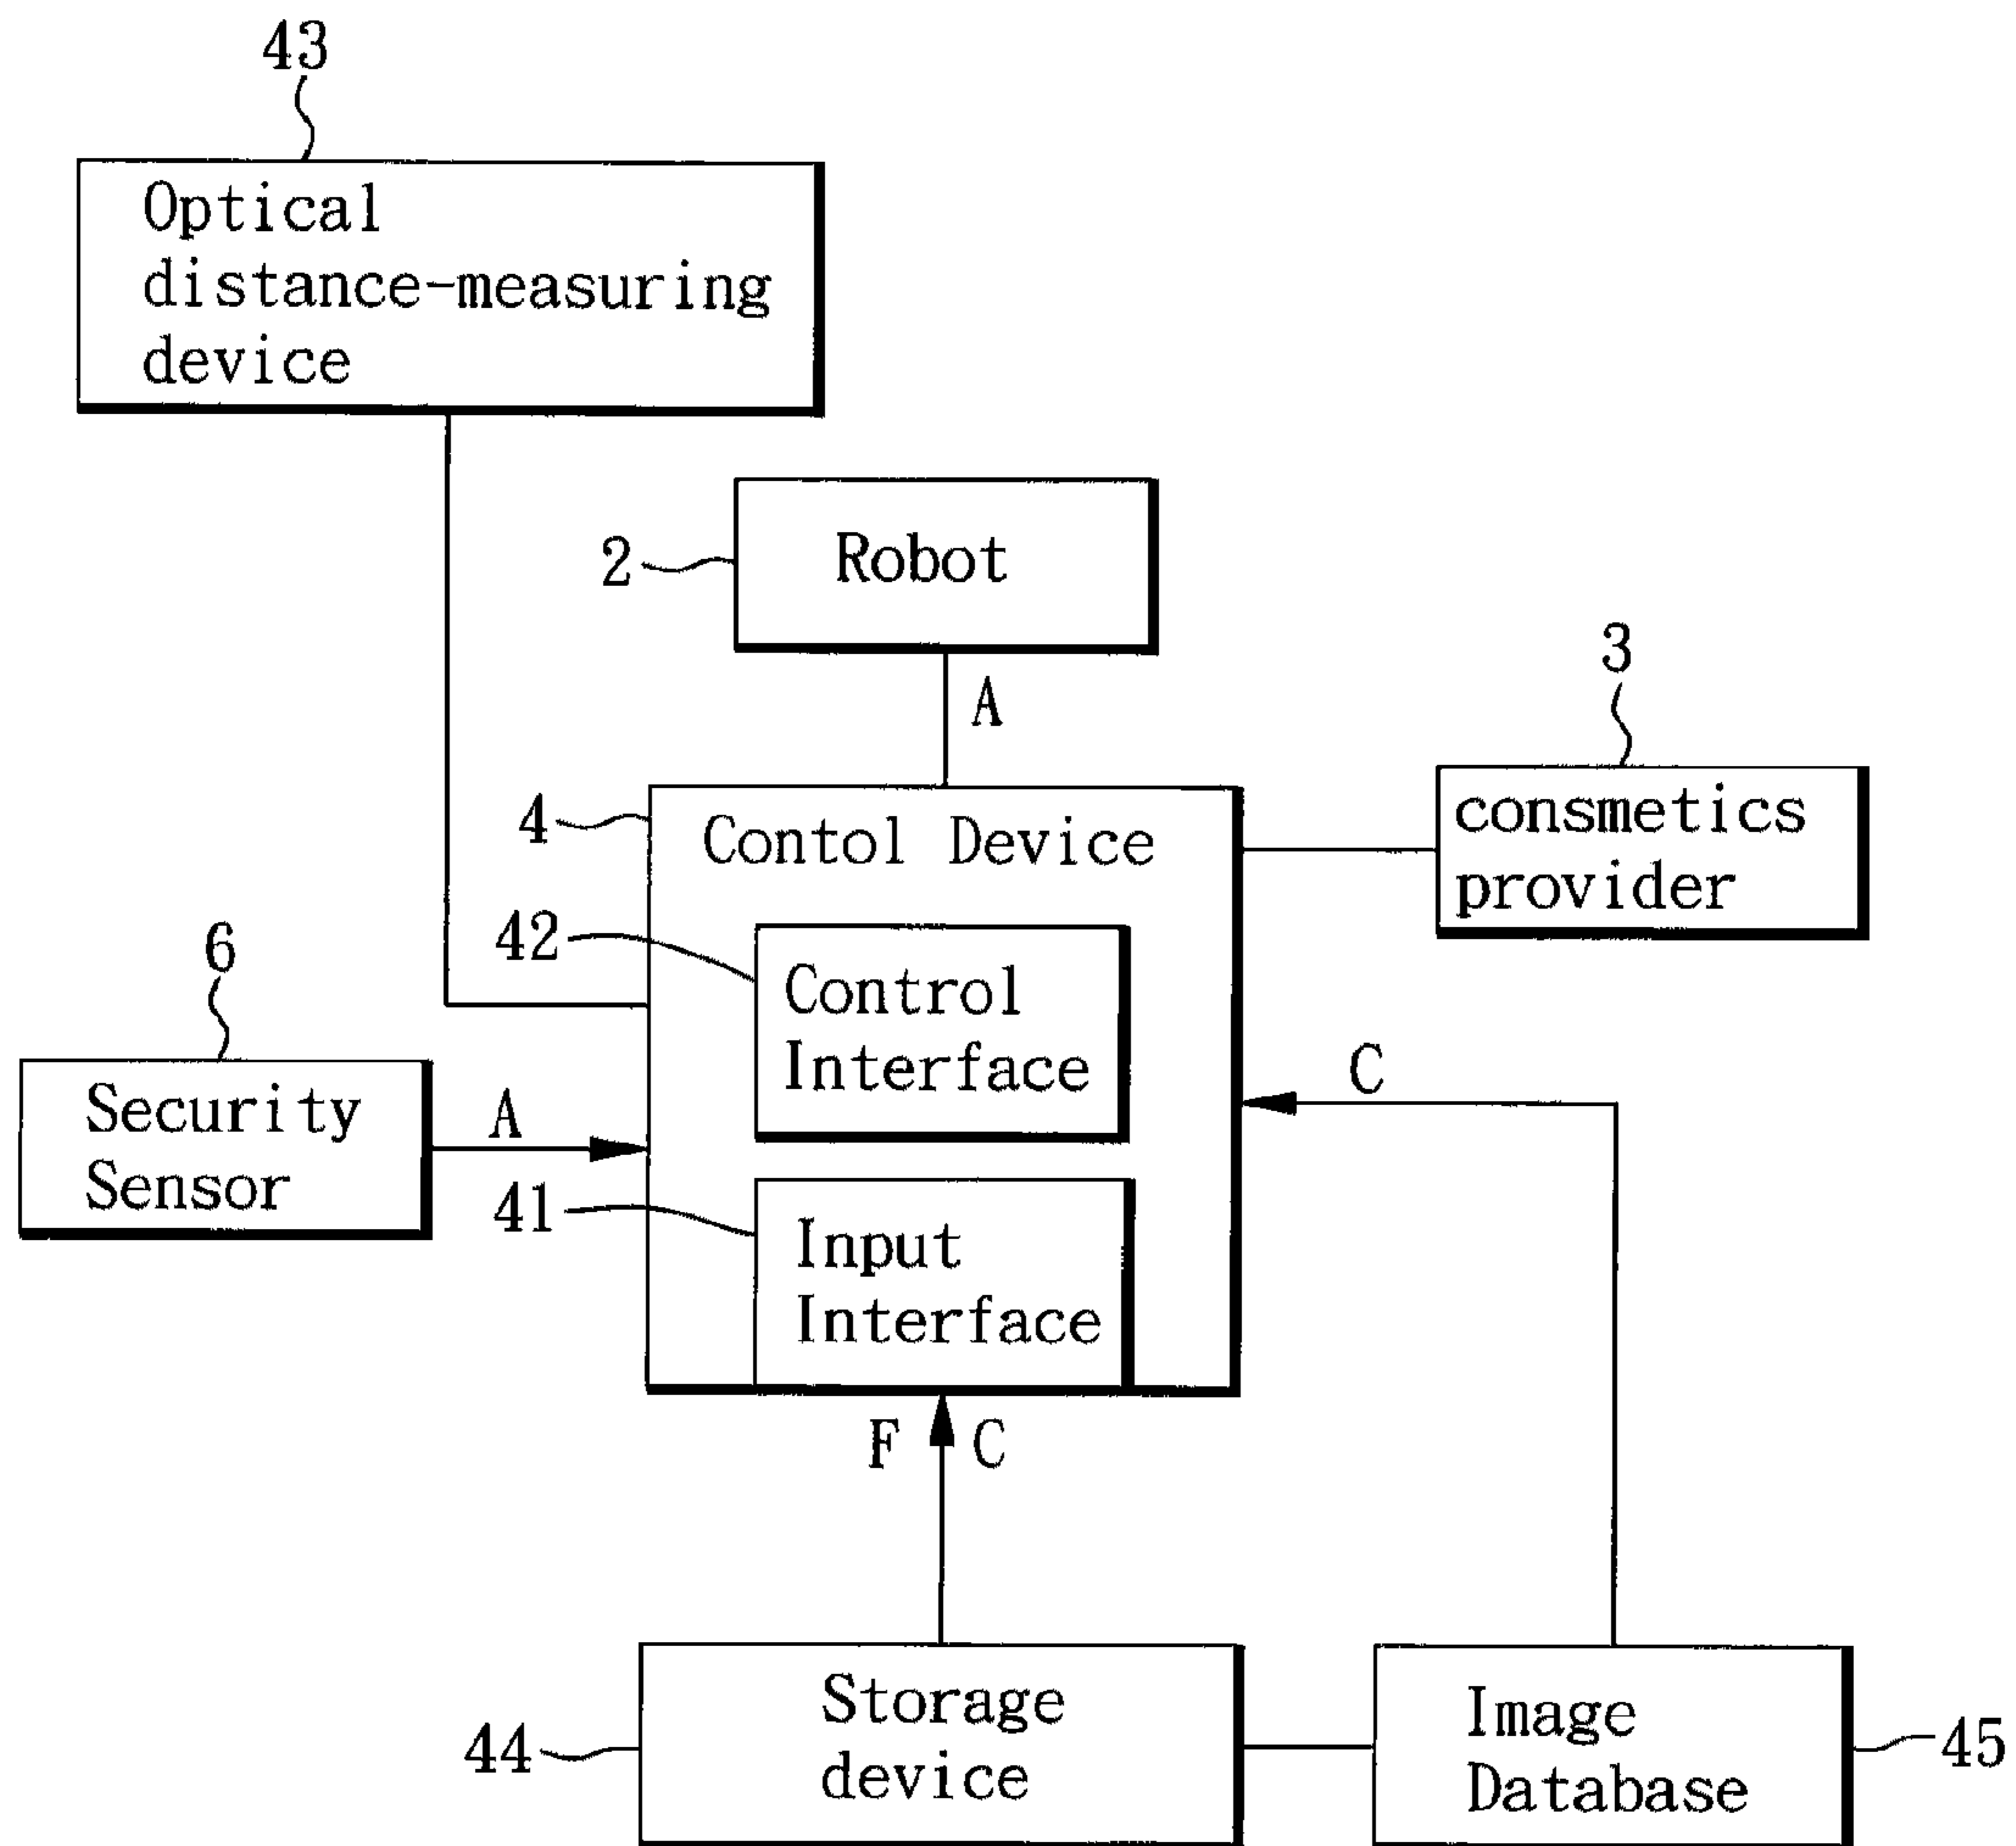 43
Optical
distance-measuring
device
2
Robot
A
3
consmetics
provider
4
Contol Device
42
Control
Interface
6
Security
Sensor
A
C
41
Input
Interface
F C
44
Storage
device
Image
Database
45